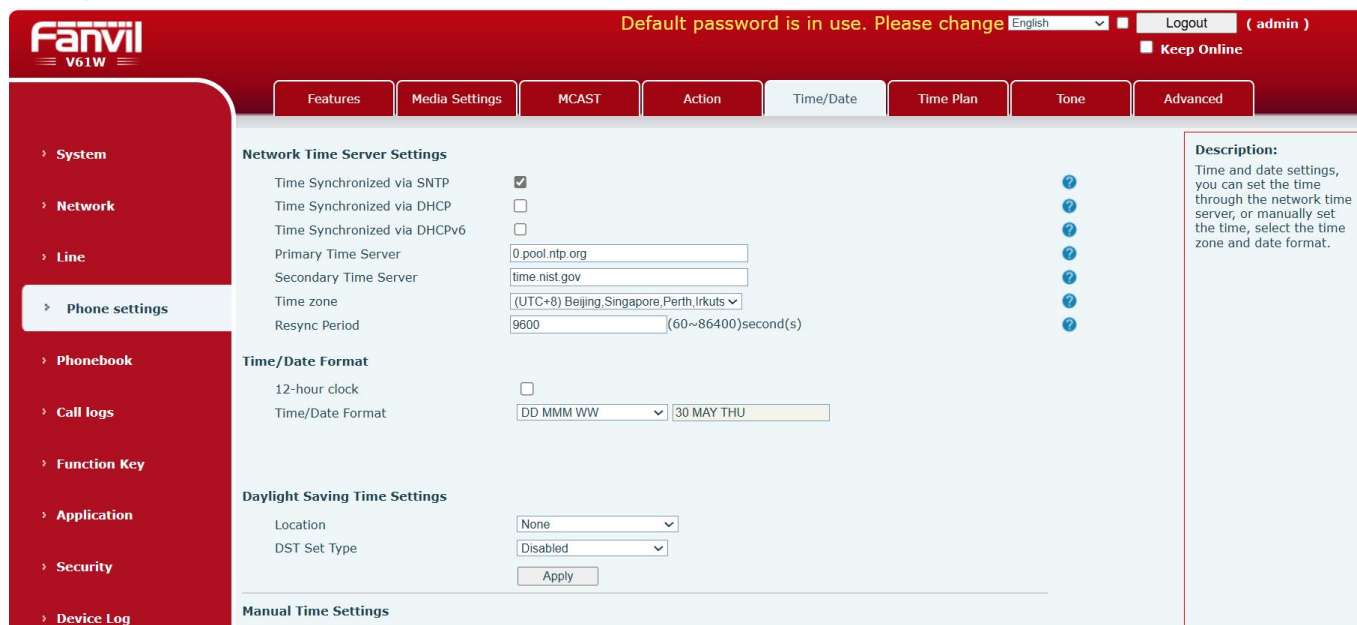 Fanvil
V61W
Default password is in use. Please change English Logout ( admin )
Keep Online
Features Media Settings MCAST Action Time/Date Time Plan Tone Advanced
› System
› Network
› Line
› Phone settings
› Phonebook
› Call logs
› Function Key
› Application
› Security
› Device Log
Network Time Server Settings
Time Synchronized via SNTP
Time Synchronized via DHCP
Time Synchronized via DHCPv6
Primary Time Server 0.pool.ntp.org
Secondary Time Server time.nist.gov
Time zone (UTC+8) Beijing,Singapore,Perth,Irkuts
Resync Period 9600 (60~86400)second(s)
Time/Date Format
12-hour clock
Time/Date Format DD MMM WW 30 MAY THU
Daylight Saving Time Settings
Location None
DST Set Type Disabled
Apply
Manual Time Settings
Description:
Time and date settings,
you can set the time
through the network time
server, or manually set
the time, select the time
zone and date format.